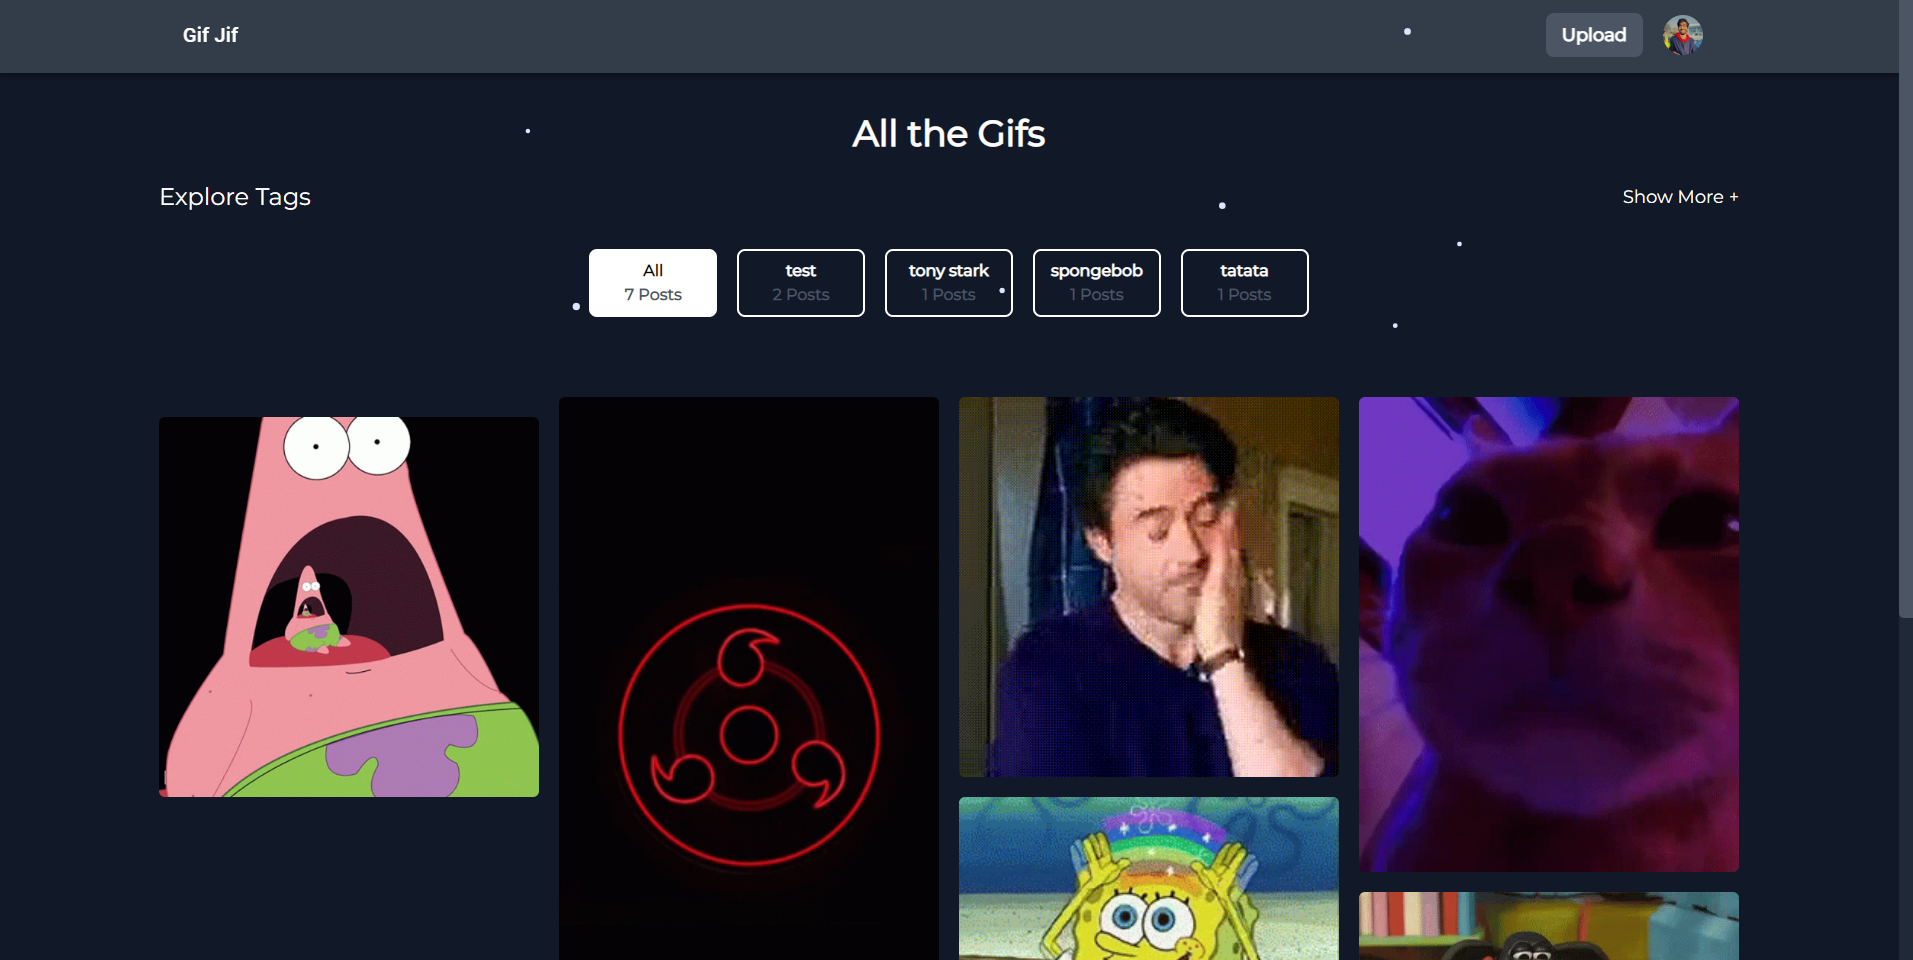 Gif Jif
Upload
All the Gifs
Explore Tags
Show More +
All
7 Posts
test
2 Posts
tony stark
1 Posts
spongebob
1 Posts
tatata
1 Posts